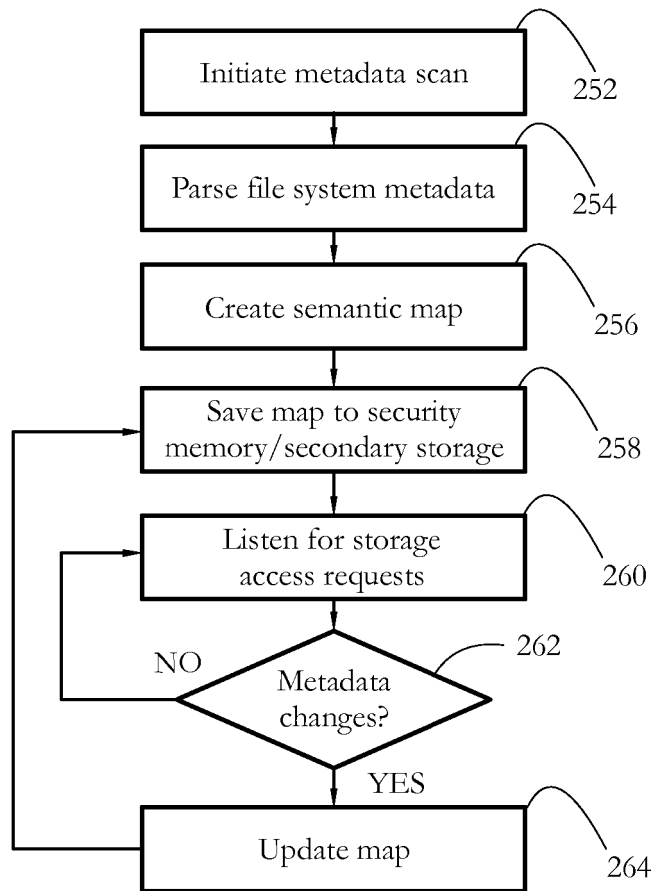 Initiate metadata scan
252
Parse file system metadata
254
Create semantic map
256
Save map to security
memory/secondary storage
258
Listen for storage
access requests
260
262
NO
Metadata
changes?
YES
Update map
264